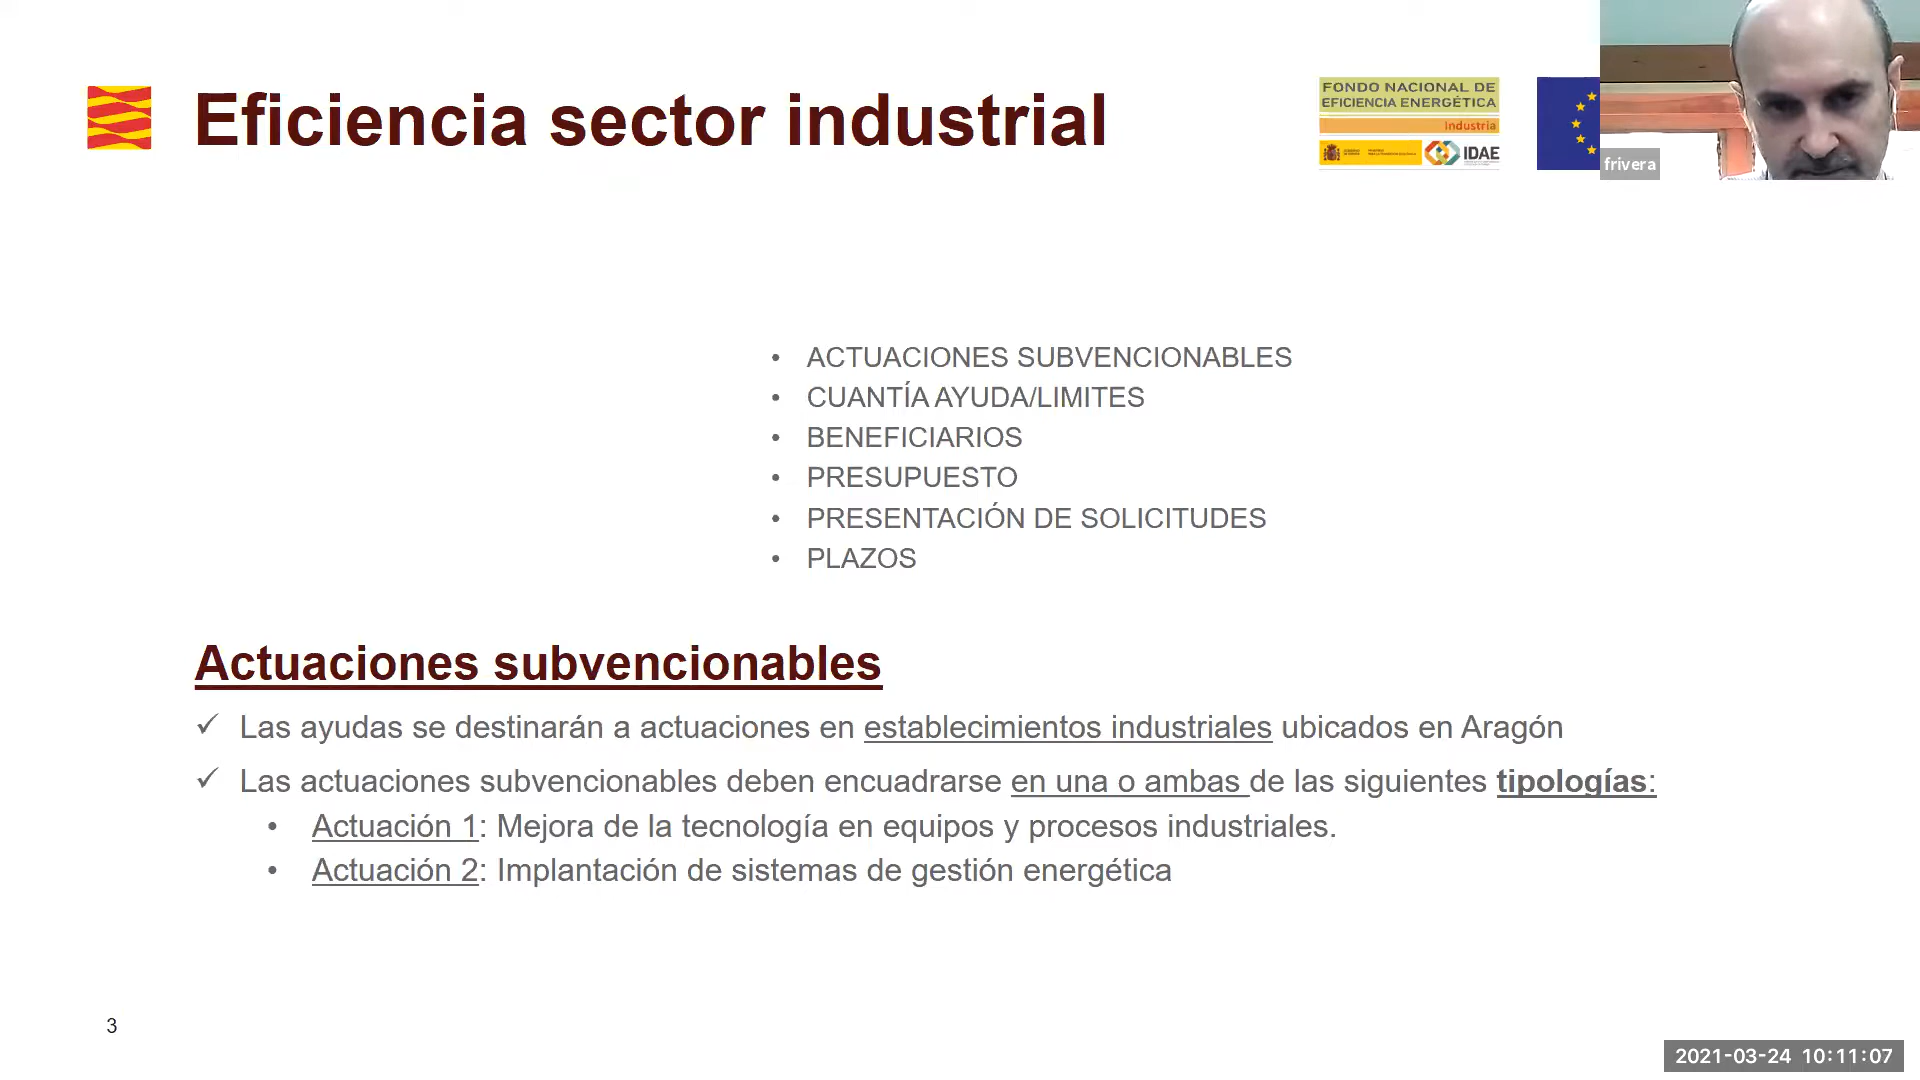 Eficiencia sector industrial
FONDO NACIONAL DE
EFICIENCIA ENERGÉTICA
Industria
IDAE
frivera
• ACTUACIONES SUBVENCIONABLES
• CUANTÍA AYUDA/LIMITES
• BENEFICIARIOS
• PRESUPUESTO
• PRESENTACIÓN DE SOLICITUDES
• PLAZOS
Actuaciones subvencionables
✓ Las ayudas se destinarán a actuaciones en establecimientos industriales ubicados en Aragón
✓ Las actuaciones subvencionables deben encuadrarse en una o ambas de las siguientes tipologías:
• Actuación 1: Mejora de la tecnología en equipos y procesos industriales.
• Actuación 2: Implantación de sistemas de gestión energética
3
2021-03-24 10:11:07